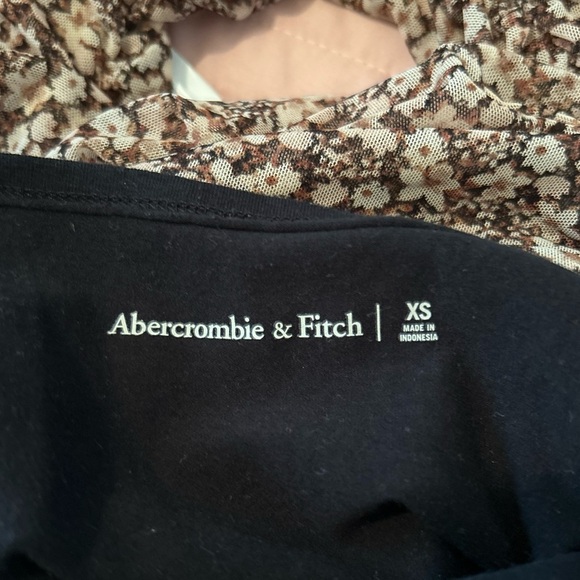 Abercrombie & Fitch | XS
MADE IN
INDONESIA